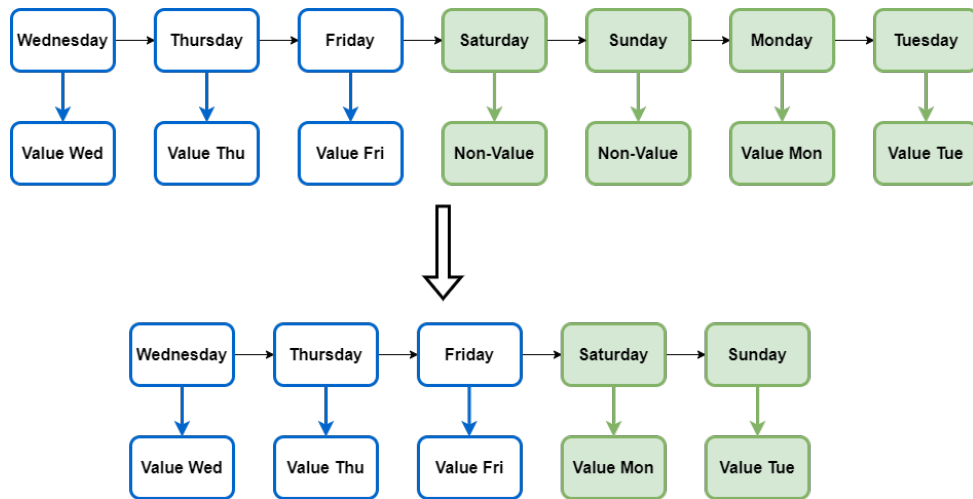 Wednesday Thursday Friday Saturday Sunday Monday Tuesday
Value Wed Value Thu Value Fri Non-Value Non-Value Value Mon Value Tue
Wednesday Thursday Friday Saturday Sunday
Value Wed Value Thu Value Fri Value Mon Value Tue